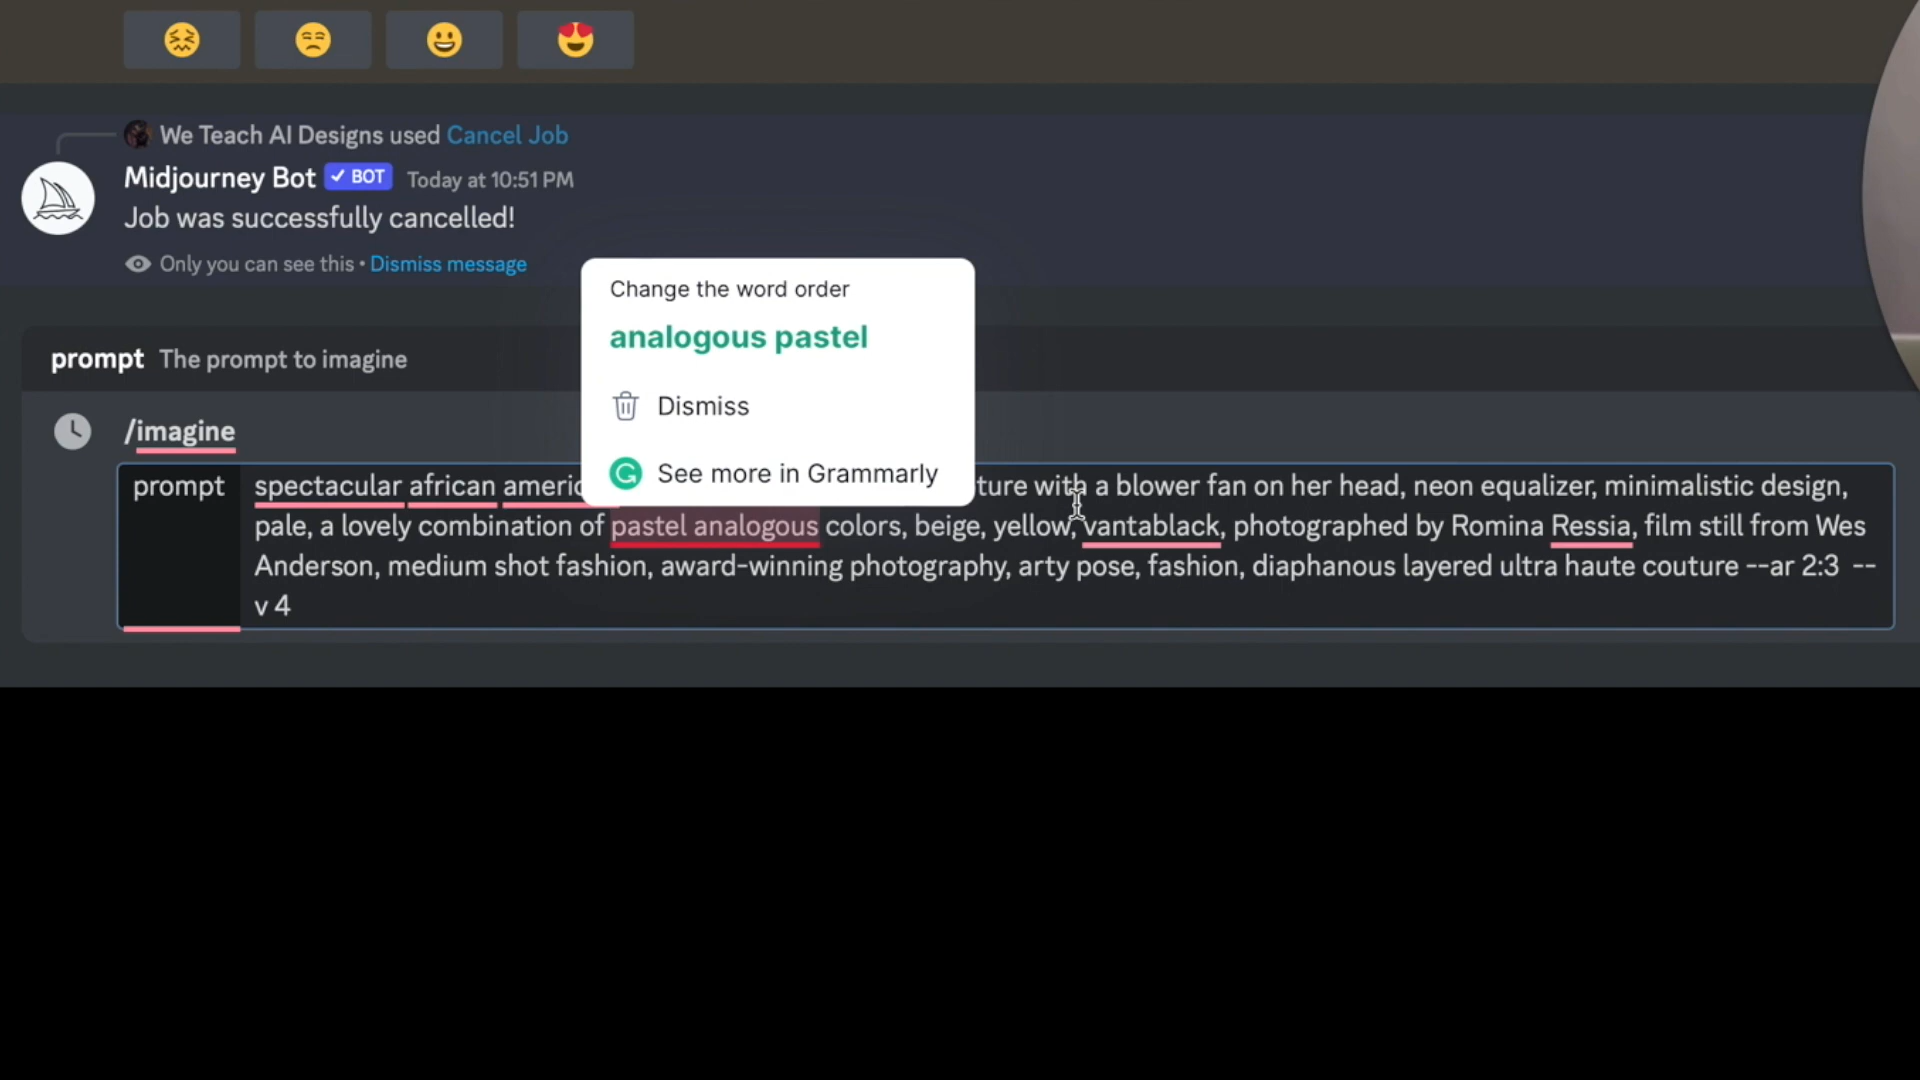 We Teach AI Designs used Cancel Job
Midjourney Bot ✓ BOT Today at 10:51 PM
Job was successfully cancelled!
Only you can see this • Dismiss message
Change the word order
analogous pastel
Dismiss
See more in Grammarly
prompt The prompt to imagine
/imagine
prompt spectacular african with a blower fan on her head, neon equalizer, minimalistic design,
pale, a lovely combination of pastel analogous colors, beige, yellow, vantablack, photographed by Romina Ressia, film still from Wes
Anderson, medium shot fashion, award-winning photography, arty pose, fashion, diaphanous layered ultra haute couture --ar 2:3 --
v 4